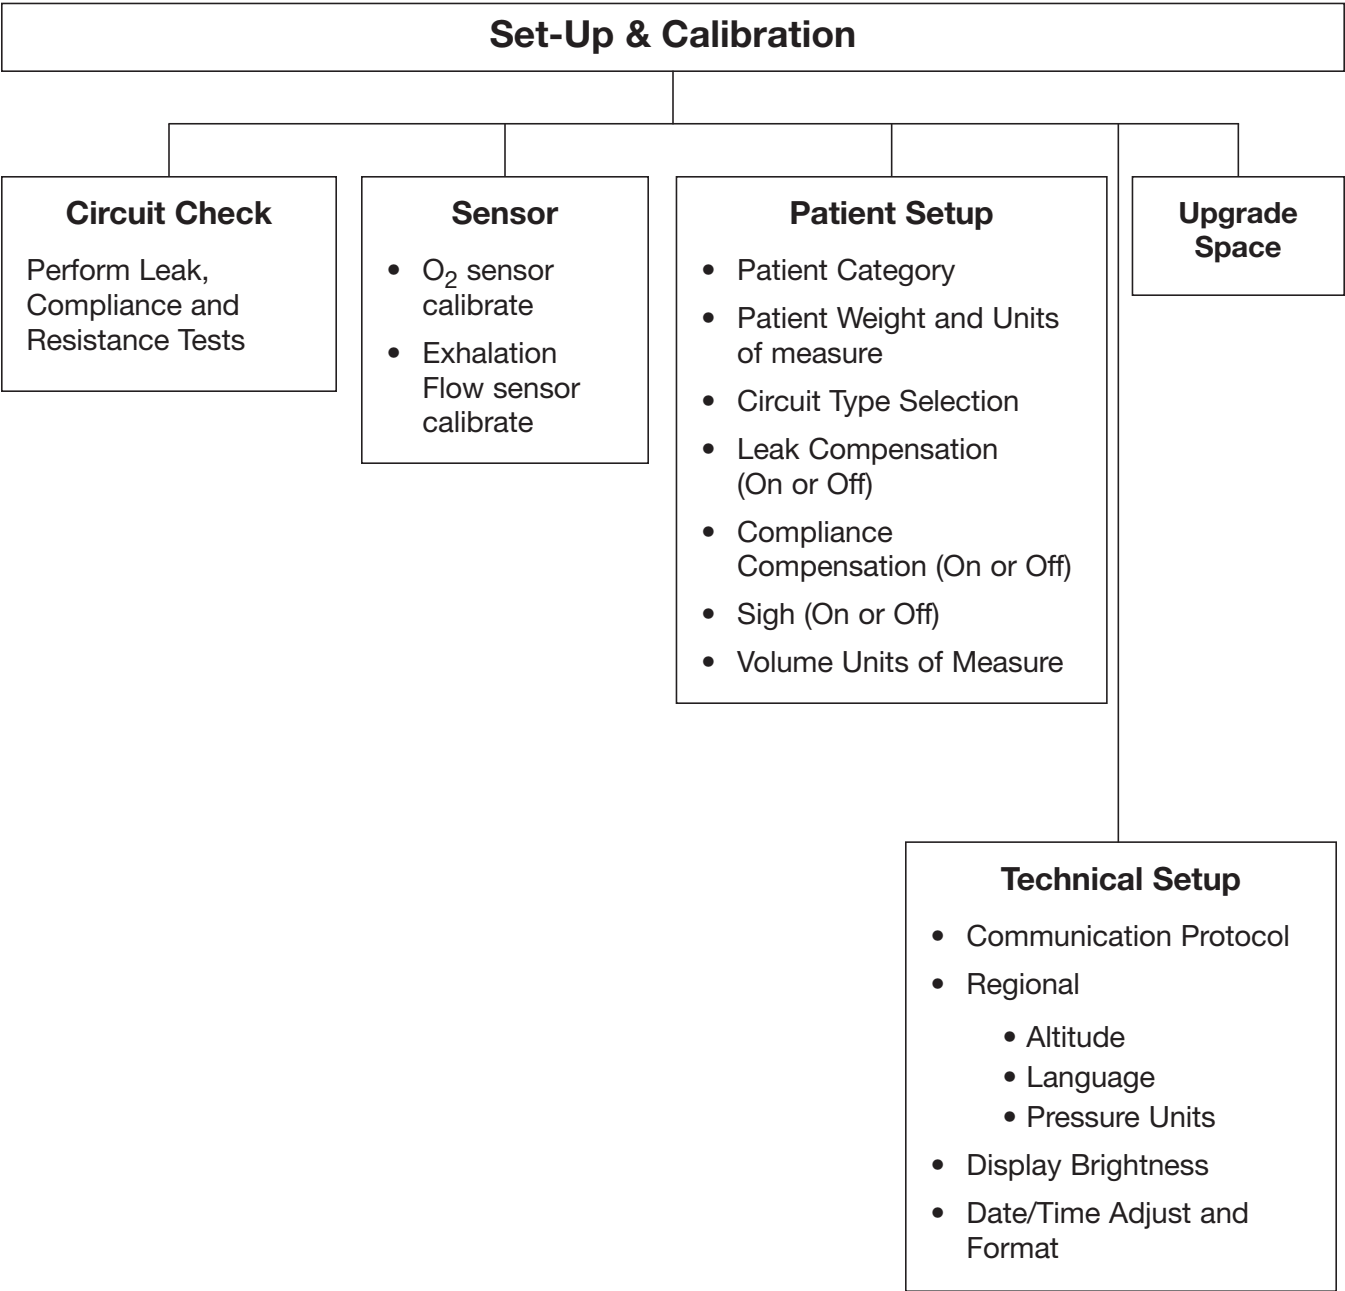 Set-Up & Calibration
Circuit Check
Perform Leak,
Compliance and
Resistance Tests
Sensor
• O₂ sensor
calibrate
• Exhalation
Flow sensor
calibrate
Patient Setup
• Patient Category
• Patient Weight and Units
of measure
• Circuit Type Selection
• Leak Compensation
(On or Off)
• Compliance
Compensation (On or Off)
• Sigh (On or Off)
• Volume Units of Measure
Upgrade
Space
Technical Setup
• Communication Protocol
• Regional
• Altitude
• Language
• Pressure Units
• Display Brightness
• Date/Time Adjust and
Format